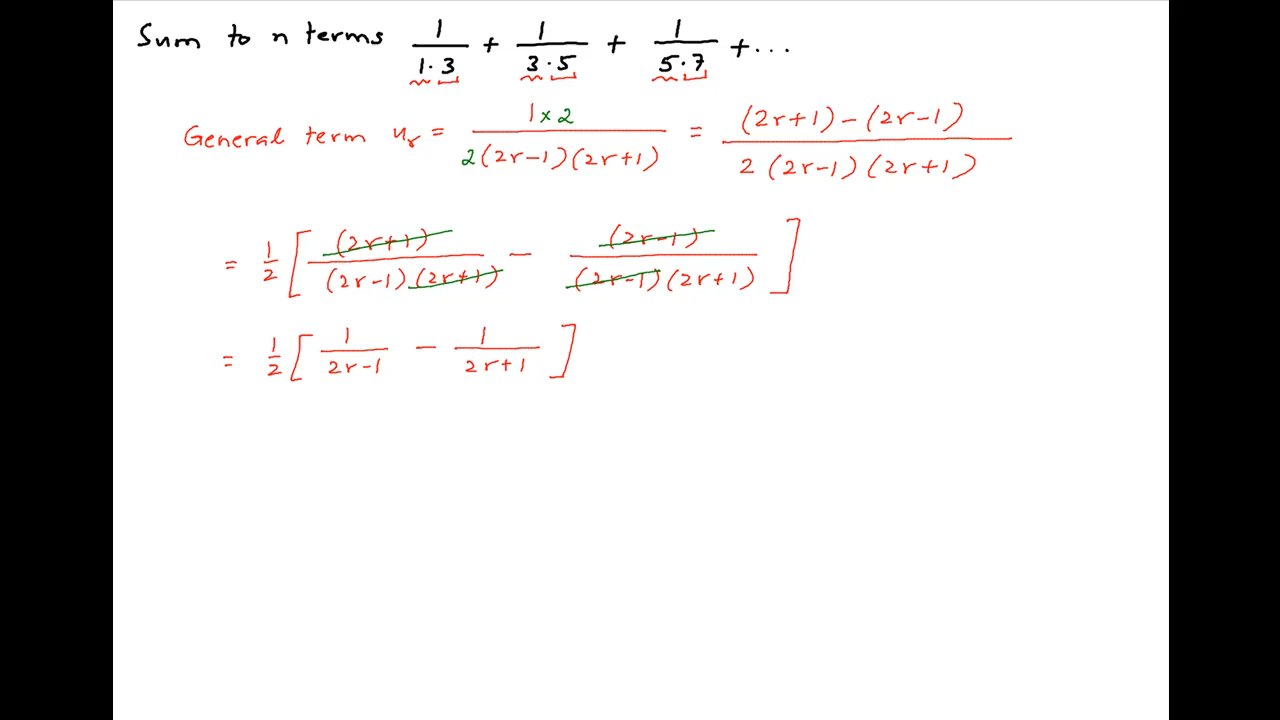 Sum to n terms 1/(1·3) + 1/(3·5) + 1/(5·7) + ...
General term u_r = (1 × 2)/(2(2r-1)(2r+1)) = ((2r+1) - (2r-1))/(2(2r-1)(2r+1))
= 1/2 [ (2r+1)/((2r-1)(2r+1)) - (2r-1)/((2r-1)(2r+1)) ]
= 1/2 [ 1/(2r-1) - 1/(2r+1) ]